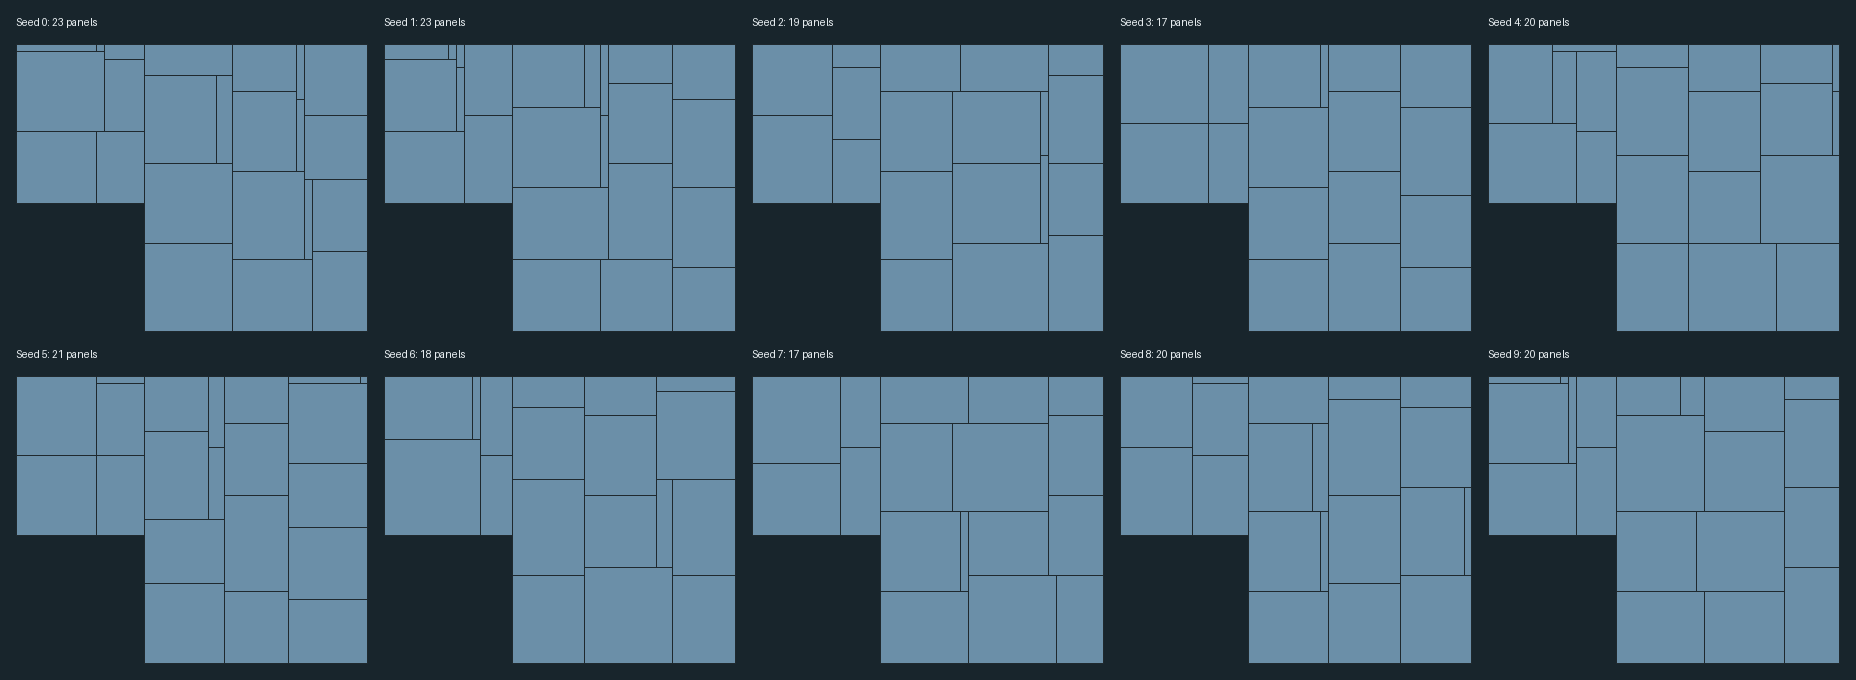 Seed 0: 23 panels
Seed 1: 23 panels
Seed 2: 19 panels
Seed 3: 17 panels
Seed 4: 20 panels
Seed 5: 21 panels
Seed 6: 18 panels
Seed 7: 17 panels
Seed 8: 20 panels
Seed 9: 20 panels